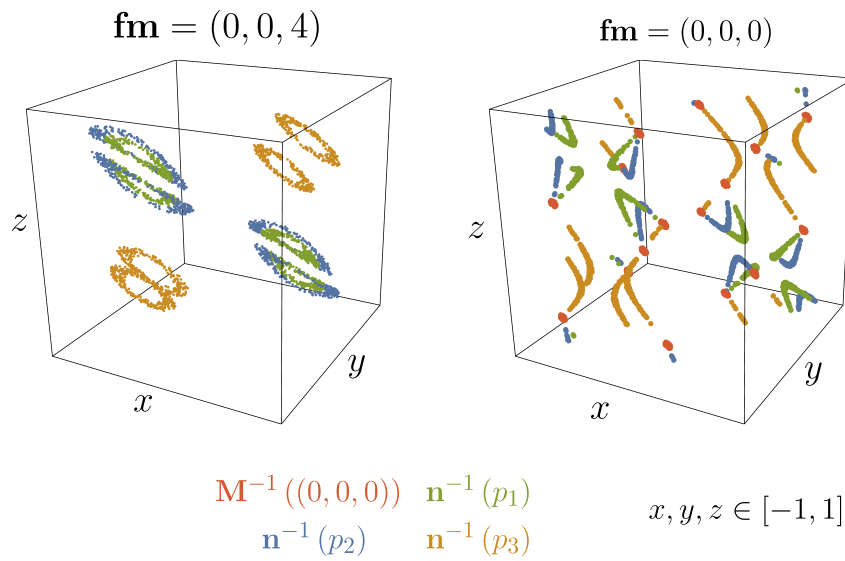 fm = (0, 0, 4)
fm = (0, 0, 0)
z
x
y
z
x
y
M⁻¹ ((0, 0, 0)) n⁻¹ (p₁)
n⁻¹ (p₂) n⁻¹ (p₃)
x, y, z ∈ [−1, 1]